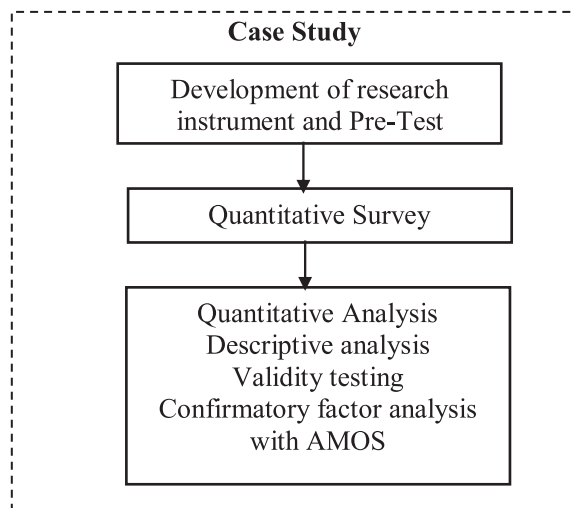 Case Study
Development of research
instrument and Pre-Test
Quantitative Survey
Quantitative Analysis
Descriptive analysis
Validity testing
Confirmatory factor analysis
with AMOS